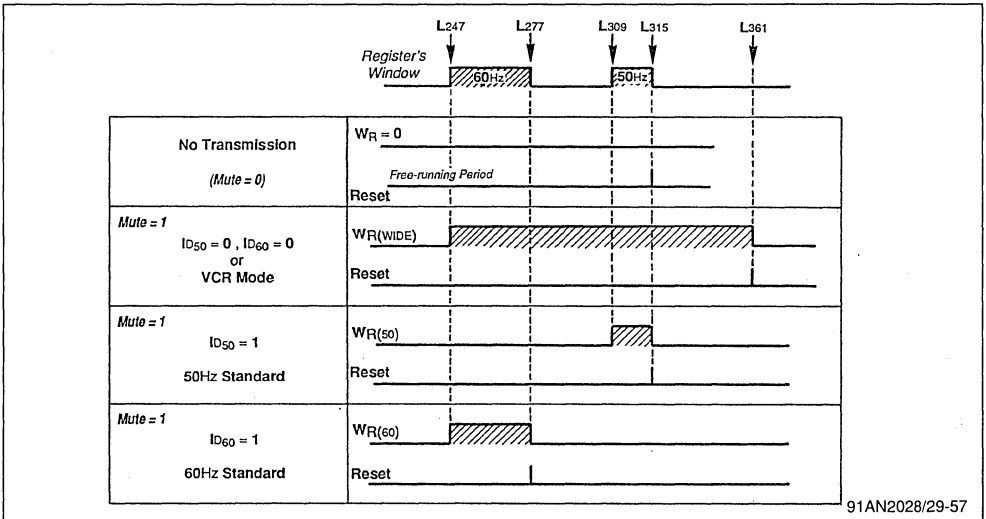 L247 L277 L309 L315 L361
Register's
Window
60Hz 50Hz
No Transmission
(Mute = 0)
WR = 0
Free-running Period
Reset
Mute = 1
ID50 = 0 , ID60 = 0
or
VCR Mode
WR(WIDE)
Reset
Mute = 1
ID50 = 1
50Hz Standard
WR(50)
Reset
Mute = 1
ID60 = 1
60Hz Standard
WR(60)
Reset
91AN2028/29-57